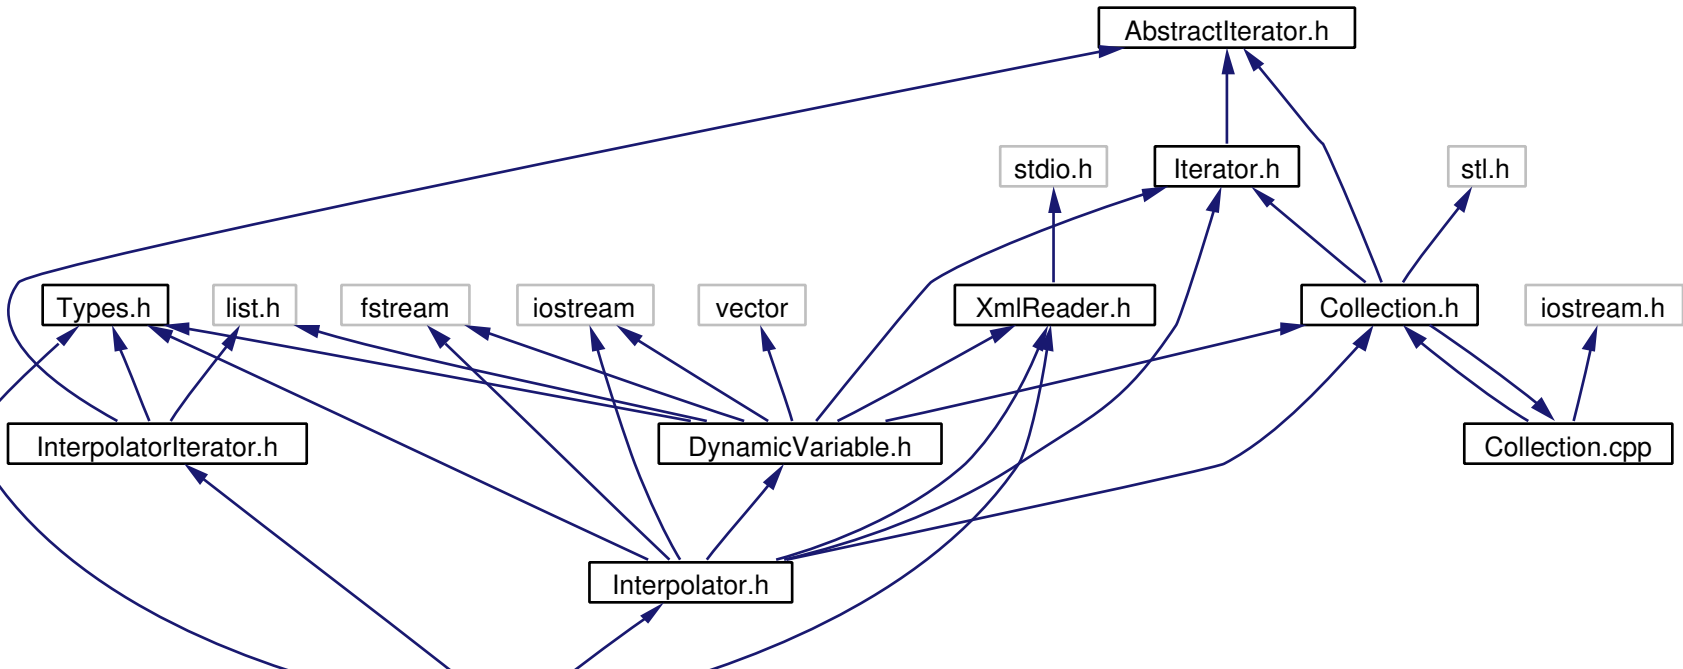 AbstractIterator.h
stdio.h
Iterator.h
stl.h
Types.h
list.h
fstream
iostream
vector
XmlReader.h
Collection.h
iostream.h
InterpolatorIterator.h
DynamicVariable.h
Collection.cpp
Interpolator.h